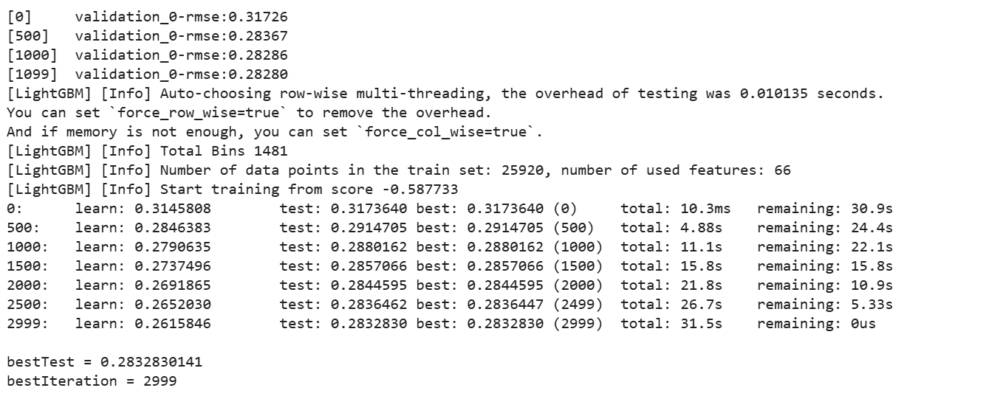 [0]	validation_0-rmse:0.31726
[500]	validation_0-rmse:0.28367
[1000]	validation_0-rmse:0.28286
[1099]	validation_0-rmse:0.28280
[LightGBM] [Info] Auto-choosing row-wise multi-threading, the overhead of testing was 0.010135 seconds.
You can set `force_row_wise=true` to remove the overhead.
And if memory is not enough, you can set `force_col_wise=true`.
[LightGBM] [Info] Total Bins 1481
[LightGBM] [Info] Number of data points in the train set: 25920, number of used features: 66
[LightGBM] [Info] Start training from score -0.587733
0:	learn: 0.3145808	test: 0.3173640	best: 0.3173640 (0)	total: 10.3ms	remaining: 30.9s
500:	learn: 0.2846383	test: 0.2914705	best: 0.2914705 (500)	total: 4.88s	remaining: 24.4s
1000:	learn: 0.2790635	test: 0.2880162	best: 0.2880162 (1000)	total: 11.1s	remaining: 22.1s
1500:	learn: 0.2737496	test: 0.2857066	best: 0.2857066 (1500)	total: 15.8s	remaining: 15.8s
2000:	learn: 0.2691865	test: 0.2844595	best: 0.2844595 (2000)	total: 21.8s	remaining: 10.9s
2500:	learn: 0.2652030	test: 0.2836462	best: 0.2836447 (2499)	total: 26.7s	remaining: 5.33s
2999:	learn: 0.2615846	test: 0.2832830	best: 0.2832830 (2999)	total: 31.5s	remaining: 0us
bestTest = 0.2832830141
bestIteration = 2999